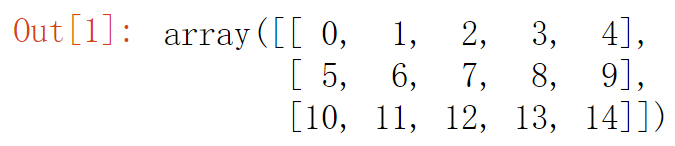 Out[1]: array([[ 0, 1, 2, 3, 4],
[ 5, 6, 7, 8, 9],
[10, 11, 12, 13, 14]])